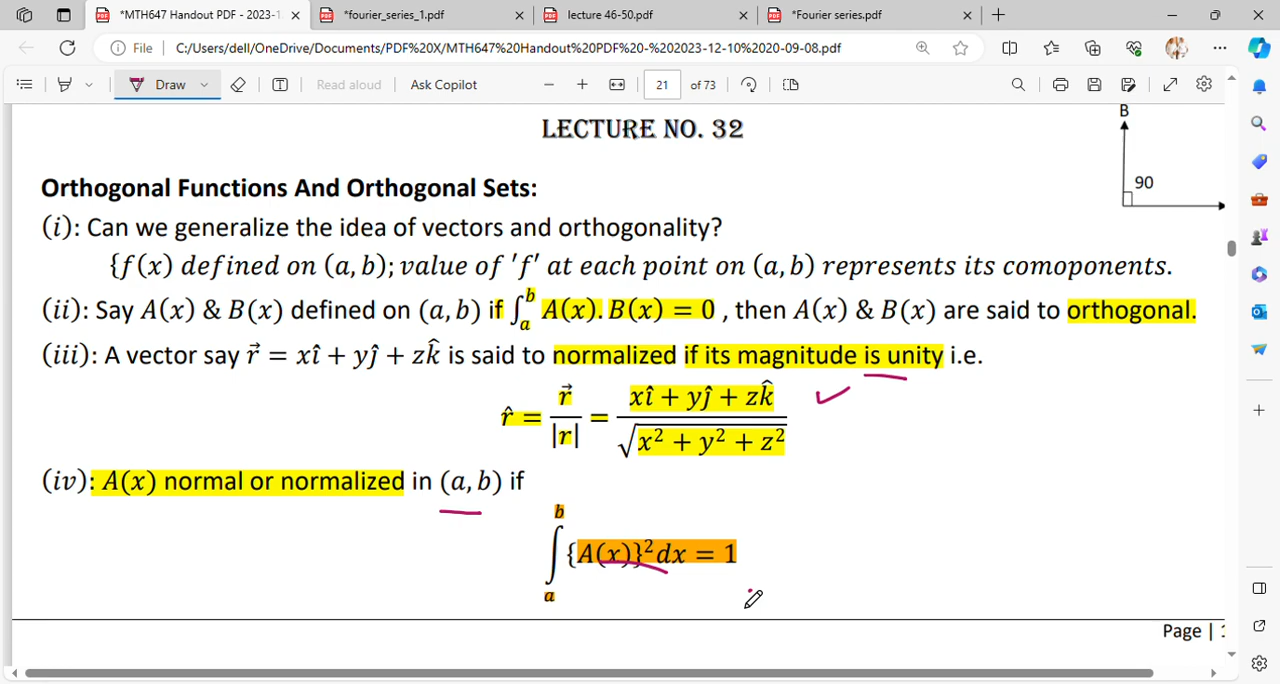 *MTH647 Handout PDF - 2023-1
*fourier_series_1.pdf
lecture 46-50.pdf
*Fourier series.pdf
File
C:/Users/dell/OneDrive/Documents/PDF%20X/MTH647%20Handout%20PDF%20-%202023-12-10%2020-09-08.pdf
Draw
Read aloud
Ask Copilot
21 of 73
LECTURE NO. 32
B
90
Orthogonal Functions And Orthogonal Sets:
(i): Can we generalize the idea of vectors and orthogonality?
{f(x) defined on (a, b); value of 'f' at each point on (a, b) represents its comoponents.
(ii): Say A(x) & B(x) defined on (a, b) if ∫_a^b A(x). B(x) = 0 , then A(x) & B(x) are said to orthogonal.
(iii): A vector say r⃗ = xî + yĵ + zk̂ is said to normalized if its magnitude is unity i.e.
r̂ = r⃗/|r| = (xî + yĵ + zk̂)/√(x² + y² + z²)
(iv): A(x) normal or normalized in (a, b) if
∫_a^b {A(x)}² dx = 1
Page | 1